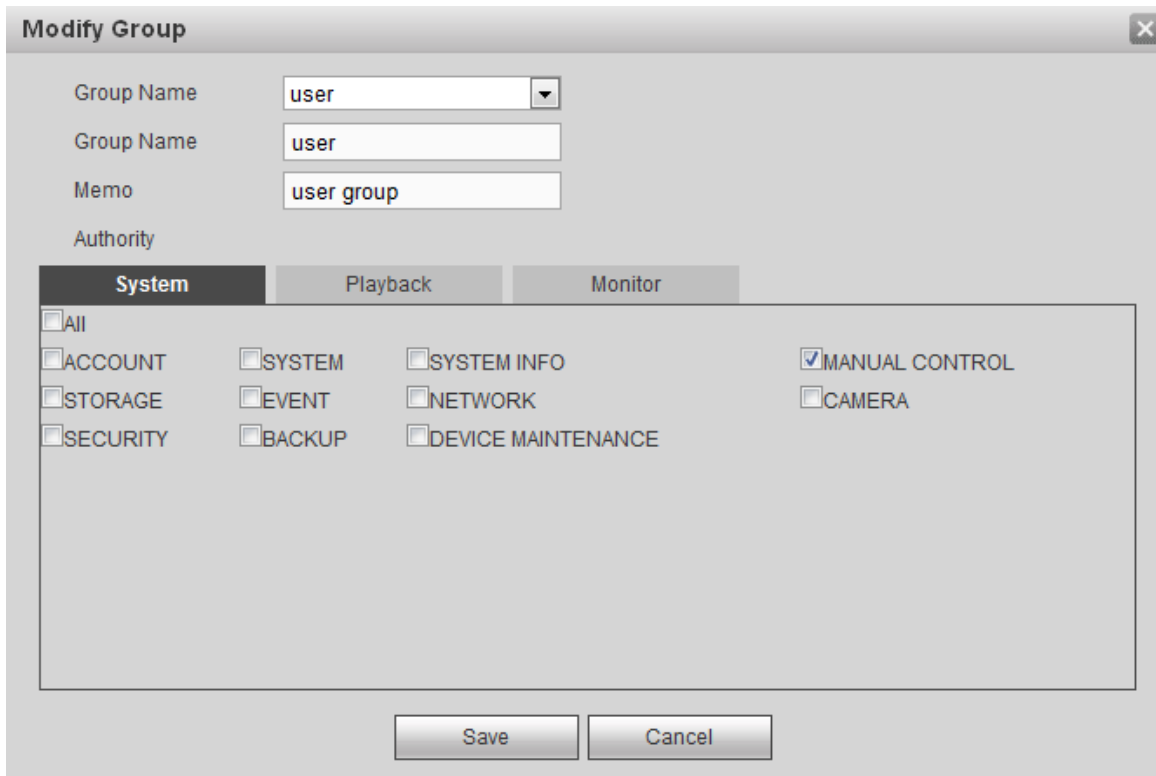 Modify Group
Group Name user
Group Name user
Memo user group
Authority
System Playback Monitor
All
ACCOUNT SYSTEM SYSTEM INFO MANUAL CONTROL
STORAGE EVENT NETWORK CAMERA
SECURITY BACKUP DEVICE MAINTENANCE
Save Cancel